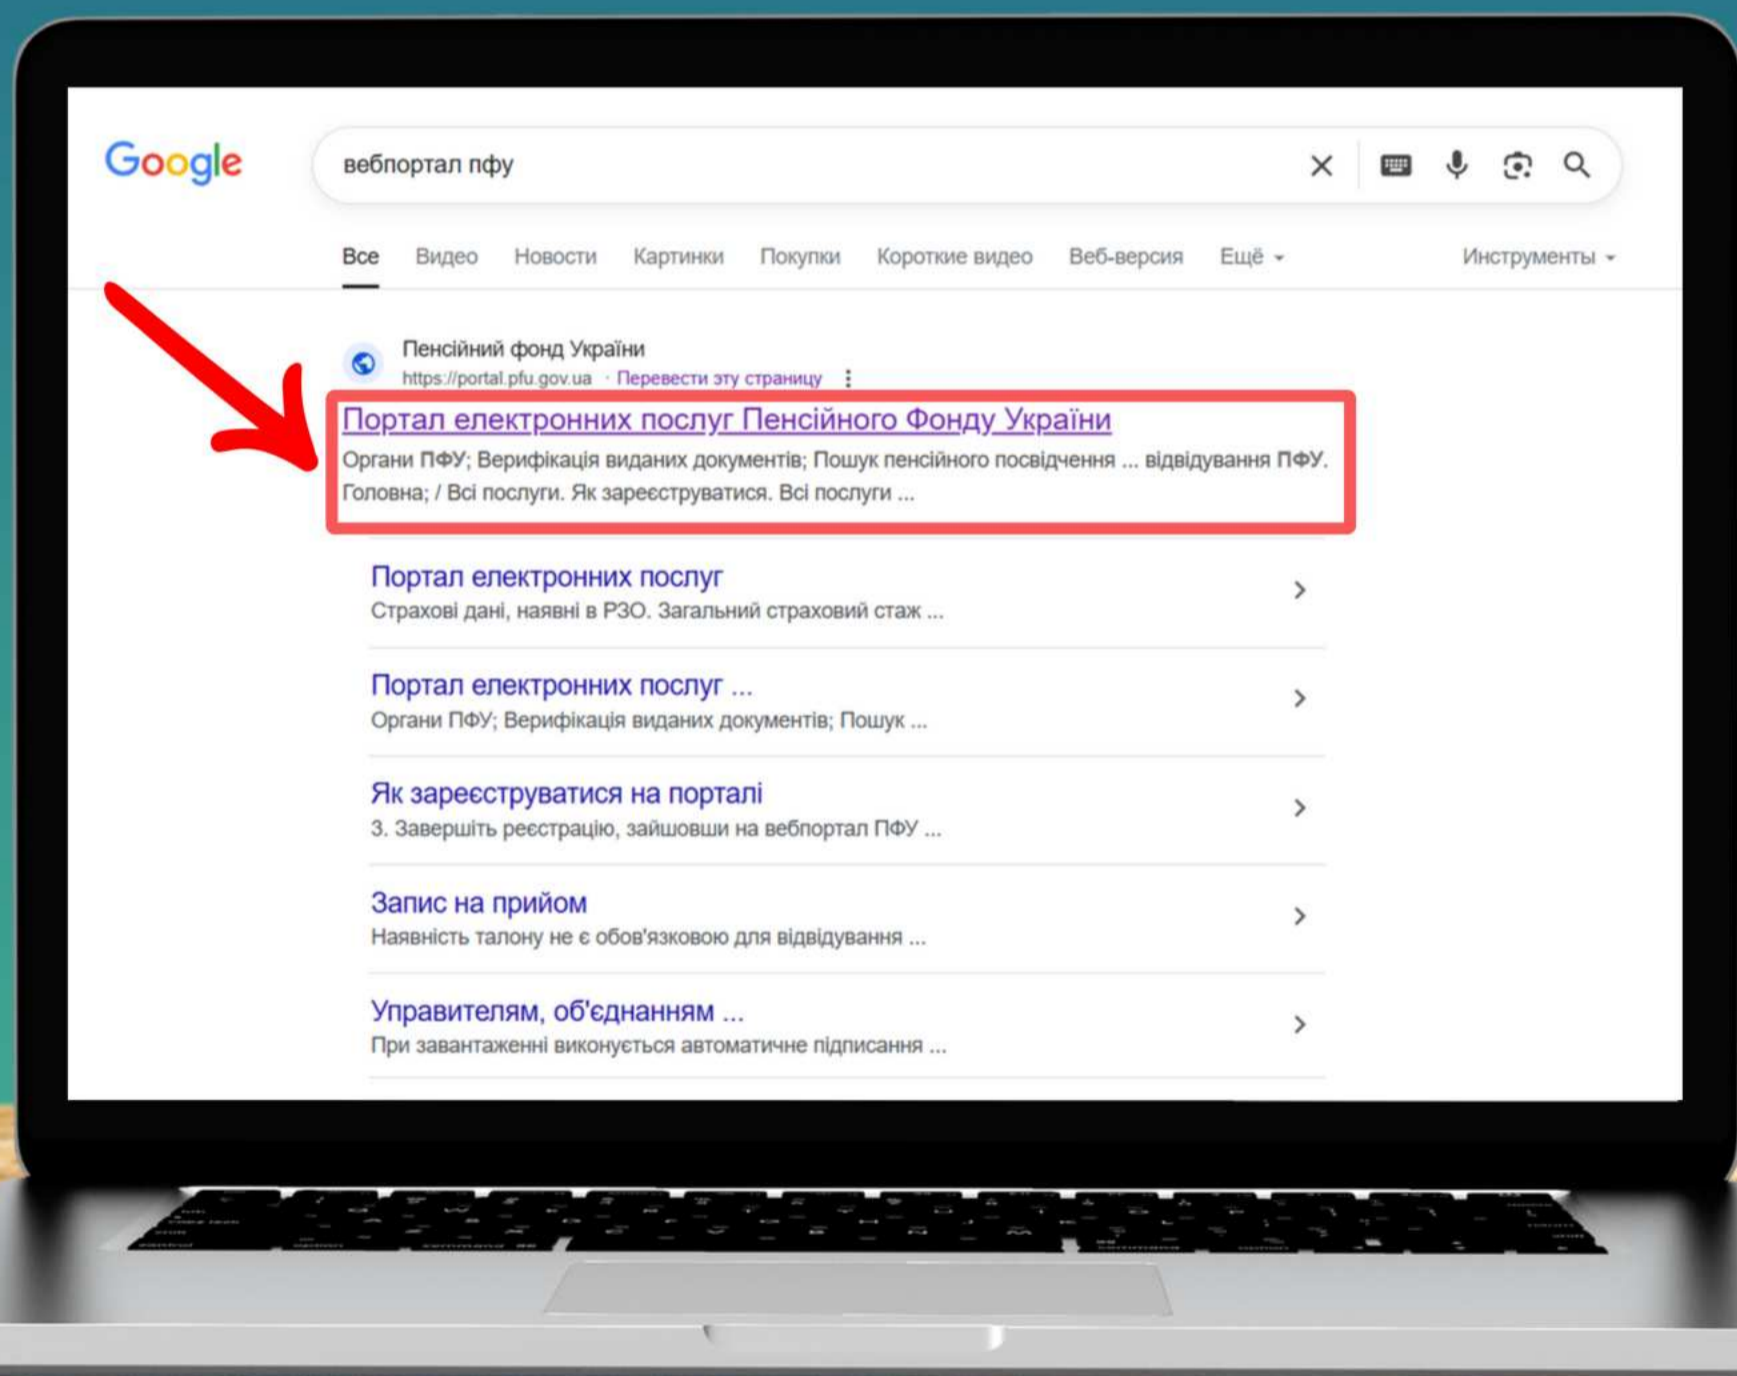 Google
вебпортал пфу
Все Видео Новости Картинки Покупки Короткие видео Веб-версия Ещё Инструменты
Пенсійний фонд України
https://portal.pfu.gov.ua · Перевести эту страницу
Портал електронних послуг Пенсійного Фонду України
Органи ПФУ; Верифікація виданих документів; Пошук пенсійного посвідчення ... відвідування ПФУ.
Головна; / Всі послуги. Як зареєструватися. Всі послуги ...
Портал електронних послуг
Страхові дані, наявні в РЗО. Загальний страховий стаж ...
Портал електронних послуг ...
Органи ПФУ; Верифікація виданих документів; Пошук ...
Як зареєструватися на порталі
3. Завершіть реєстрацію, зайшовши на вебпортал ПФУ ...
Запис на прийом
Наявність талону не є обов'язковою для відвідування ...
Управителям, об'єднанням ...
При завантаженні виконується автоматичне підписання ...